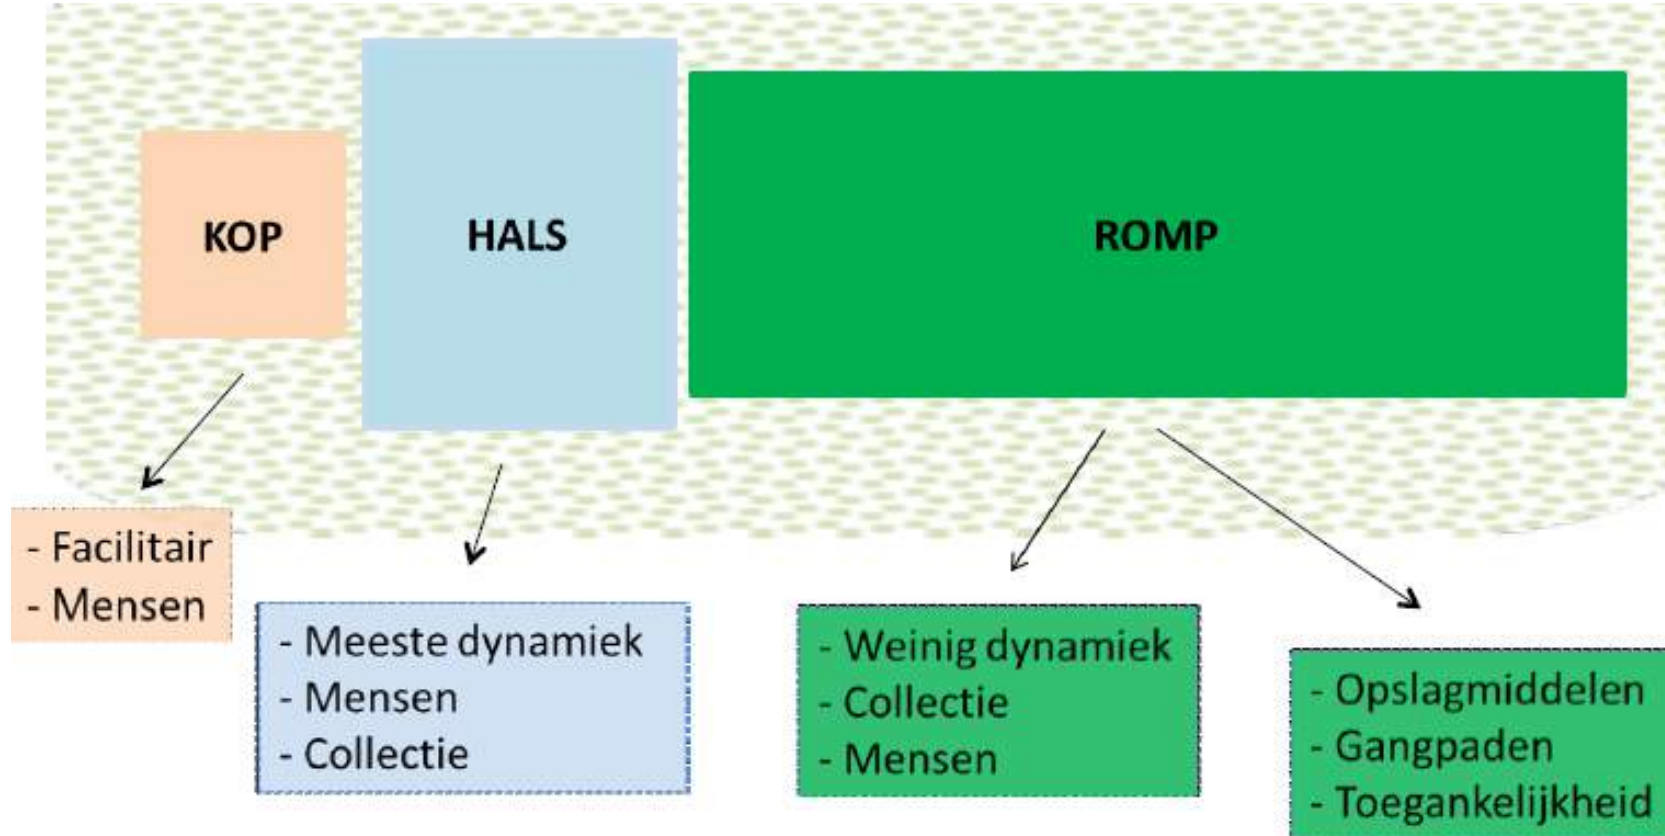 KOP
HALS
ROMP
- Facilitair
- Mensen
- Meeste dynamiek
- Mensen
- Collectie
- Weinig dynamiek
- Collectie
- Mensen
- Opslagmiddelen
- Gangpaden
- Toegankelijkheid